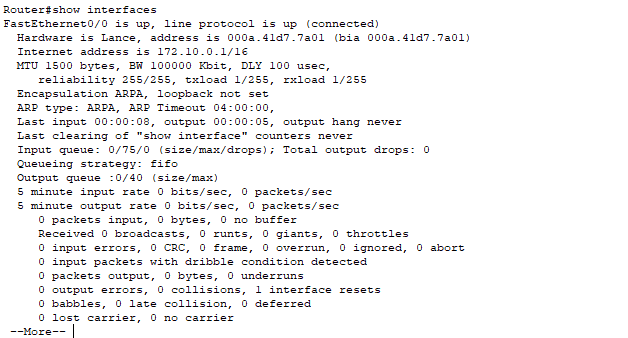 Router#show interfaces
FastEthernet0/0 is up, line protocol is up (connected)
  Hardware is Lance, address is 000a.41d7.7a01 (bia 000a.41d7.7a01)
  Internet address is 172.10.0.1/16
  MTU 1500 bytes, BW 100000 Kbit, DLY 100 usec,
     reliability 255/255, txload 1/255, rxload 1/255
  Encapsulation ARPA, loopback not set
  ARP type: ARPA, ARP Timeout 04:00:00,
  Last input 00:00:08, output 00:00:05, output hang never
  Last clearing of "show interface" counters never
  Input queue: 0/75/0 (size/max/drops); Total output drops: 0
  Queueing strategy: fifo
  Output queue :0/40 (size/max)
  5 minute input rate 0 bits/sec, 0 packets/sec
  5 minute output rate 0 bits/sec, 0 packets/sec
     0 packets input, 0 bytes, 0 no buffer
     Received 0 broadcasts, 0 runts, 0 giants, 0 throttles
     0 input errors, 0 CRC, 0 frame, 0 overrun, 0 ignored, 0 abort
     0 input packets with dribble condition detected
     0 packets output, 0 bytes, 0 underruns
     0 output errors, 0 collisions, 1 interface resets
     0 babbles, 0 late collision, 0 deferred
     0 lost carrier, 0 no carrier
 --More--